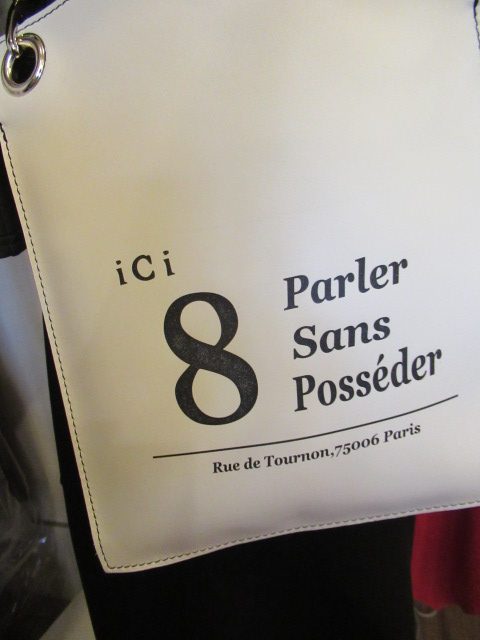 iCi
8
Parler
Sans
Posséder
Rue de Tournon,75006 Paris